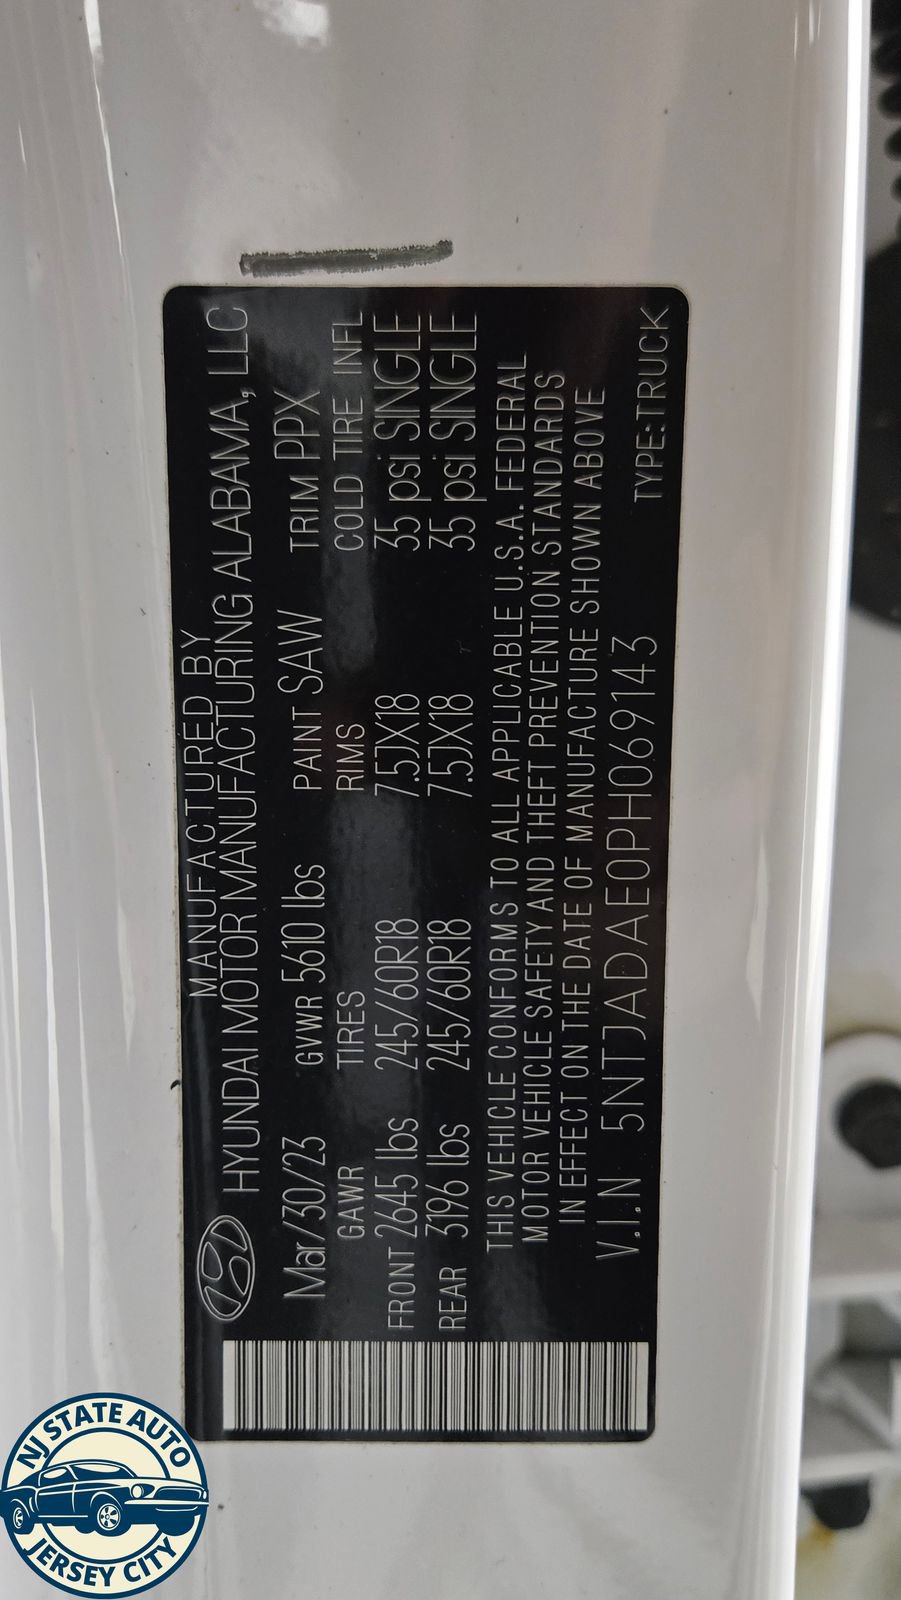 MANUFACTURED BY
HYUNDAI MOTOR MANUFACTURING ALABAMA, LLC
Mar/30/23 GVWR 5610 lbs PAINT SAW TRIM PPX
GAWR TIRES RIMS COLD TIRE INFL
FRONT 2645 lbs 245/60R18 7.5JX18 35 psi SINGLE
REAR 3196 lbs 245/60R18 7.5JX18 35 psi SINGLE
THIS VEHICLE CONFORMS TO ALL APPLICABLE U.S.A. FEDERAL
MOTOR VEHICLE SAFETY AND THEFT PREVENTION STANDARDS
IN EFFECT ON THE DATE OF MANUFACTURE SHOWN ABOVE
V.I.N 5NTJADAE0PH069143 TYPE:TRUCK
NJ STATE AUTO
JERSEY CITY